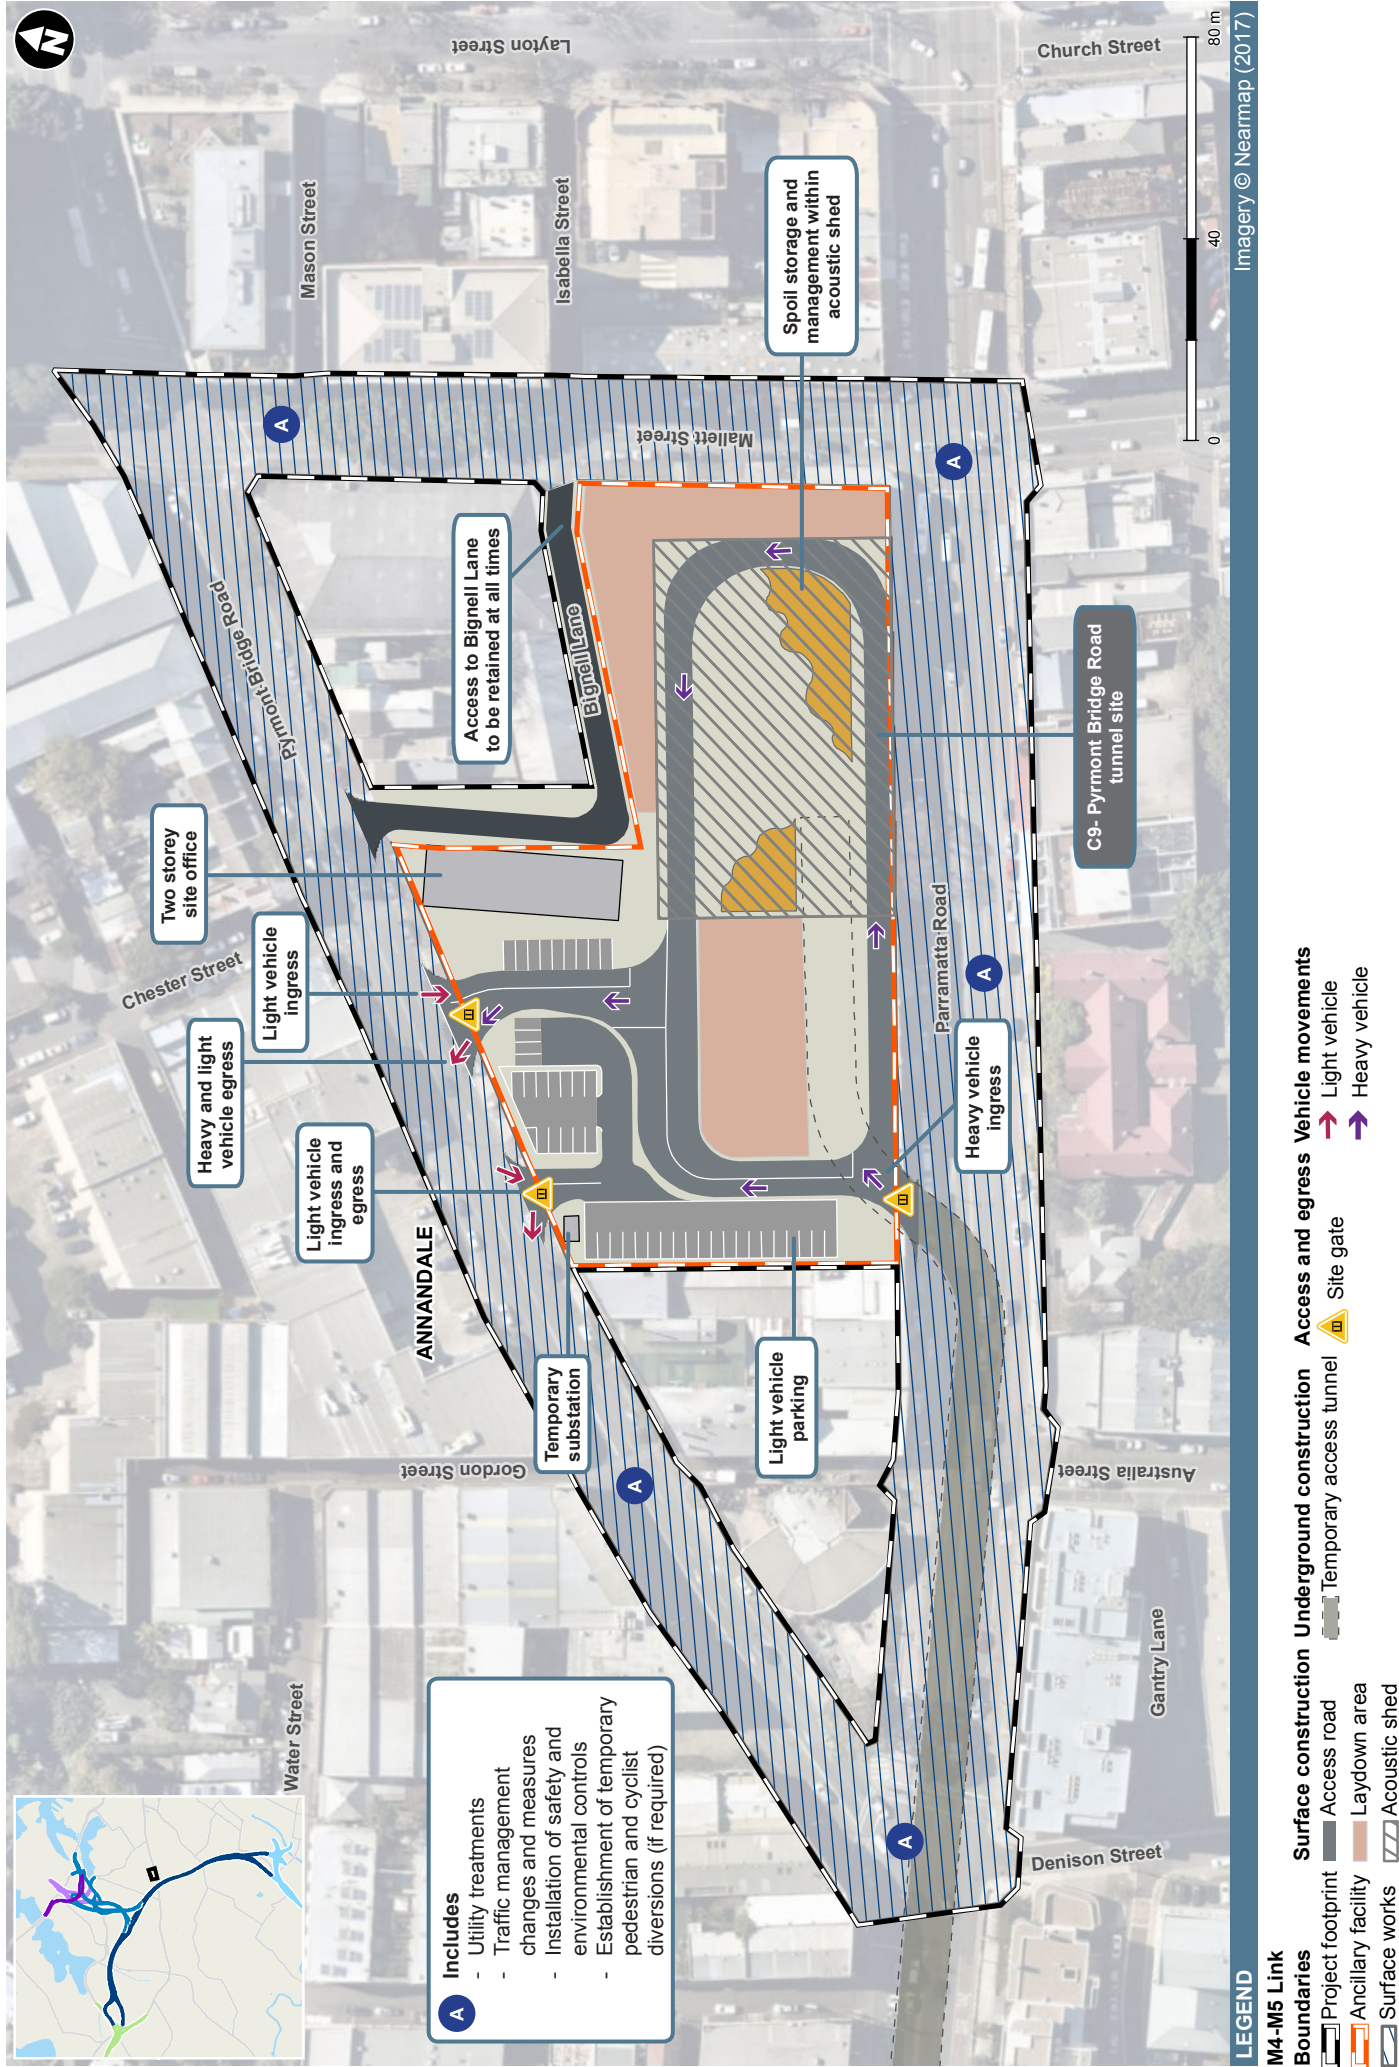 N
Layton Street
Church Street
Mason Street
Isabella Street
Mallett Street
Pyrmont Bridge Road
Bignell Lane
Chester Street
Parramatta Road
ANNANDALE
Gordon Street
Australia Street
Water Street
Gantry Lane
Denison Street
Spoil storage and
management within
acoustic shed
Access to Bignell Lane
to be retained at all times
C9- Pyrmont Bridge Road
tunnel site
Two storey
site office
Light vehicle
ingress
Heavy and light
vehicle egress
Light vehicle
ingress and
egress
Heavy vehicle
ingress
Temporary
substation
Light vehicle
parking
A
A
A
A
A
A Includes
- Utility treatments
- Traffic management
changes and measures
- Installation of safety and
environmental controls
- Establishment of temporary
pedestrian and cyclist
diversions (if required)
0 40 80 m
LEGEND
Imagery © Nearmap (2017)
M4-M5 Link
Boundaries
Project footprint
Ancillary facility
Surface works
Surface construction
Access road
Laydown area
Acoustic shed
Underground construction
Temporary access tunnel
Access and egress
Site gate
Vehicle movements
Light vehicle
Heavy vehicle